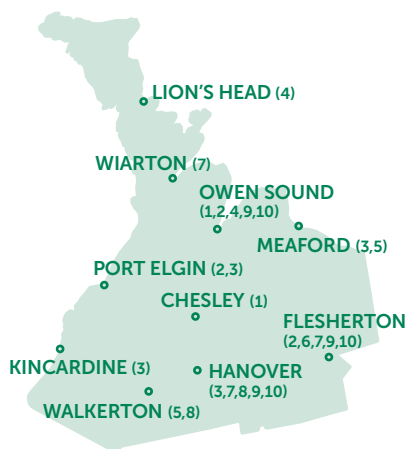 LION'S HEAD (4)
WIARTON (7)
OWEN SOUND
(1,2,4,9,10)
MEAFORD (3,5)
PORT ELGIN (2,3)
CHESLEY (1)
FLESHERTON
(2,6,7,9,10)
KINCARDINE (3)
HANOVER
(3,7,8,9,10)
WALKERTON (5,8)